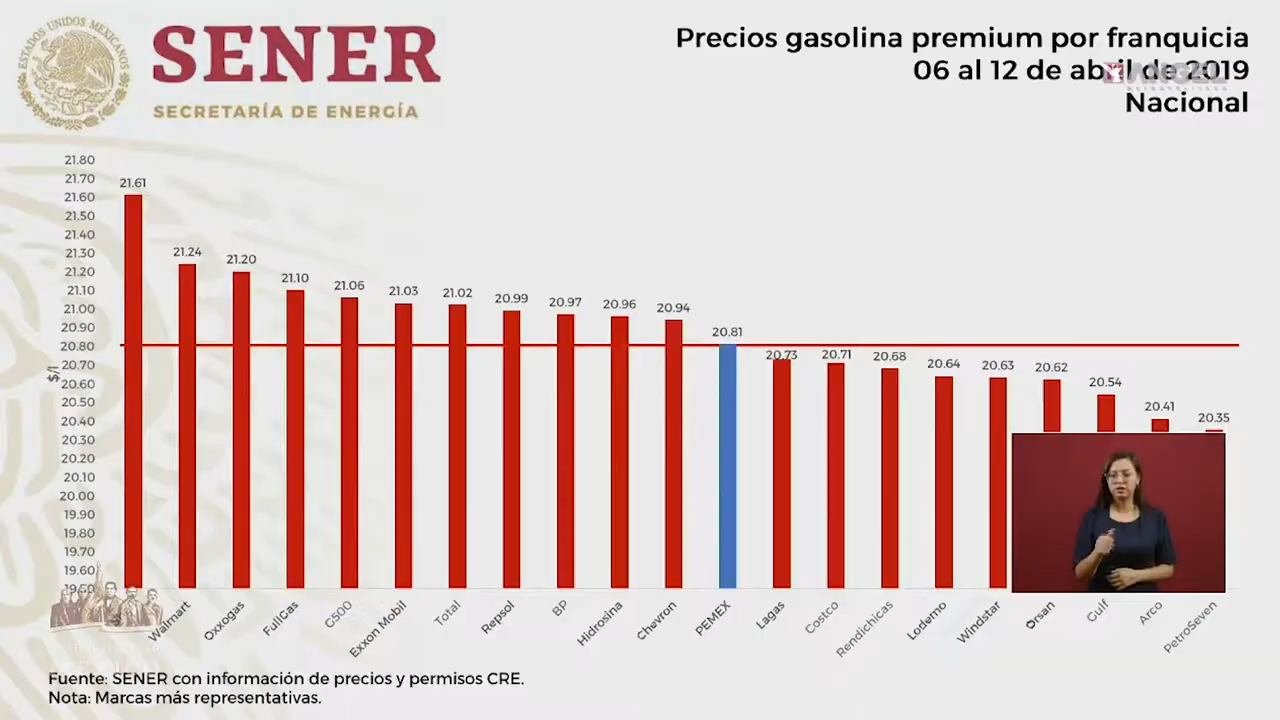 ESTADOS UNIDOS MEXICANOS
SENER
SECRETARÍA DE ENERGÍA
Precios gasolina premium por franquicia
06 al 12 de abril de 2019
Nacional
21.80
21.70
21.60
21.50
21.40
21.30
21.20
21.10
21.00
20.90
20.80
20.70
20.60
20.50
20.40
20.30
20.20
20.10
20.00
19.90
19.80
19.70
19.60
19.50
$/l
21.61
21.24
21.20
21.10
21.06
21.03
21.02
20.99
20.97
20.96
20.94
20.81
20.73
20.71
20.68
20.64
20.63
20.62
20.54
20.41
20.35
Walmart
Oxxogas
FullGas
G500
Exxon Mobil
Total
Repsol
BP
Hidrosina
Chevron
PEMEX
Lagas
Costco
Rendichicas
Lodemo
Windstar
Orsan
Gulf
Arco
PetroSeven
Fuente: SENER con información de precios y permisos CRE.
Nota: Marcas más representativas.